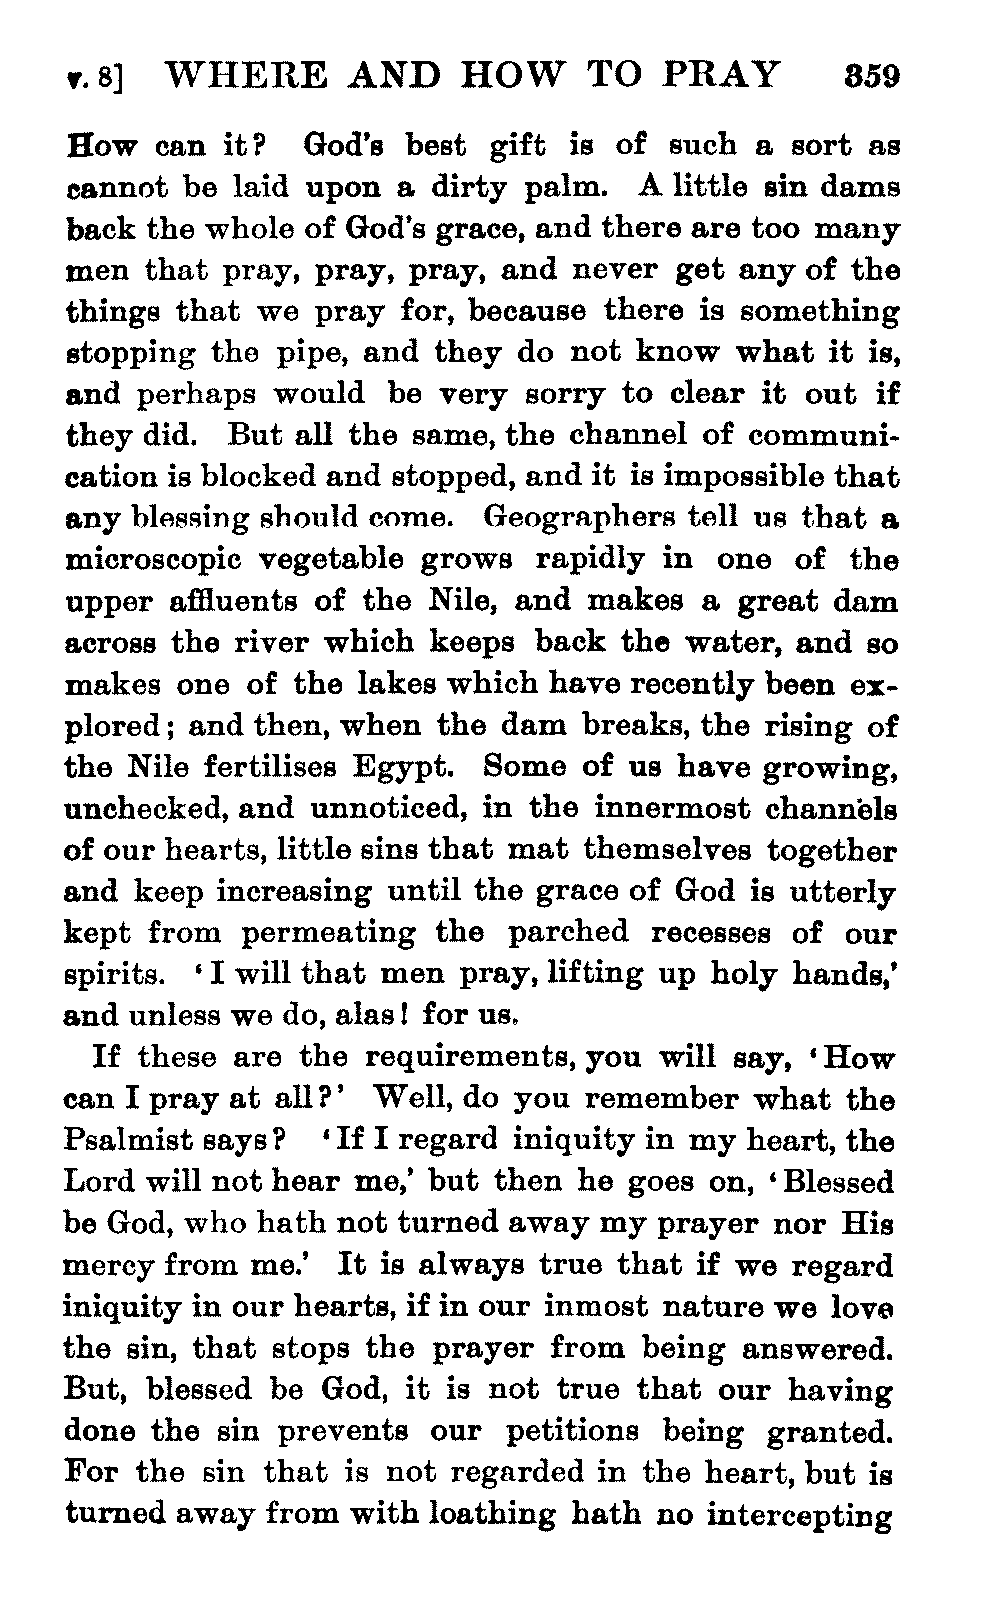 v. 8] WHERE AND HOW TO PRAY 359
How can it? God's best gift is of such a sort as
cannot be laid upon a dirty palm. A little sin dams
back the whole of God's grace, and there are too many
men that pray, pray, pray, and never get any of the
things that we pray for, because there is something
stopping the pipe, and they do not know what it is,
and perhaps would be very sorry to clear it out if
they did. But all the same, the channel of communi-
cation is blocked and stopped, and it is impossible that
any blessing should come. Geographers tell us that a
microscopic vegetable grows rapidly in one of the
upper affluents of the Nile, and makes a great dam
across the river which keeps back the water, and so
makes one of the lakes which have recently been ex-
plored; and then, when the dam breaks, the rising of
the Nile fertilises Egypt. Some of us have growing,
unchecked, and unnoticed, in the innermost channels
of our hearts, little sins that mat themselves together
and keep increasing until the grace of God is utterly
kept from permeating the parched recesses of our
spirits. 'I will that men pray, lifting up holy hands,'
and unless we do, alas! for us.
If these are the requirements, you will say, 'How
can I pray at all?' Well, do you remember what the
Psalmist says? 'If I regard iniquity in my heart, the
Lord will not hear me,' but then he goes on, 'Blessed
be God, who hath not turned away my prayer nor His
mercy from me.' It is always true that if we regard
iniquity in our hearts, if in our inmost nature we love
the sin, that stops the prayer from being answered.
But, blessed be God, it is not true that our having
done the sin prevents our petitions being granted.
For the sin that is not regarded in the heart, but is
turned away from with loathing hath no intercepting